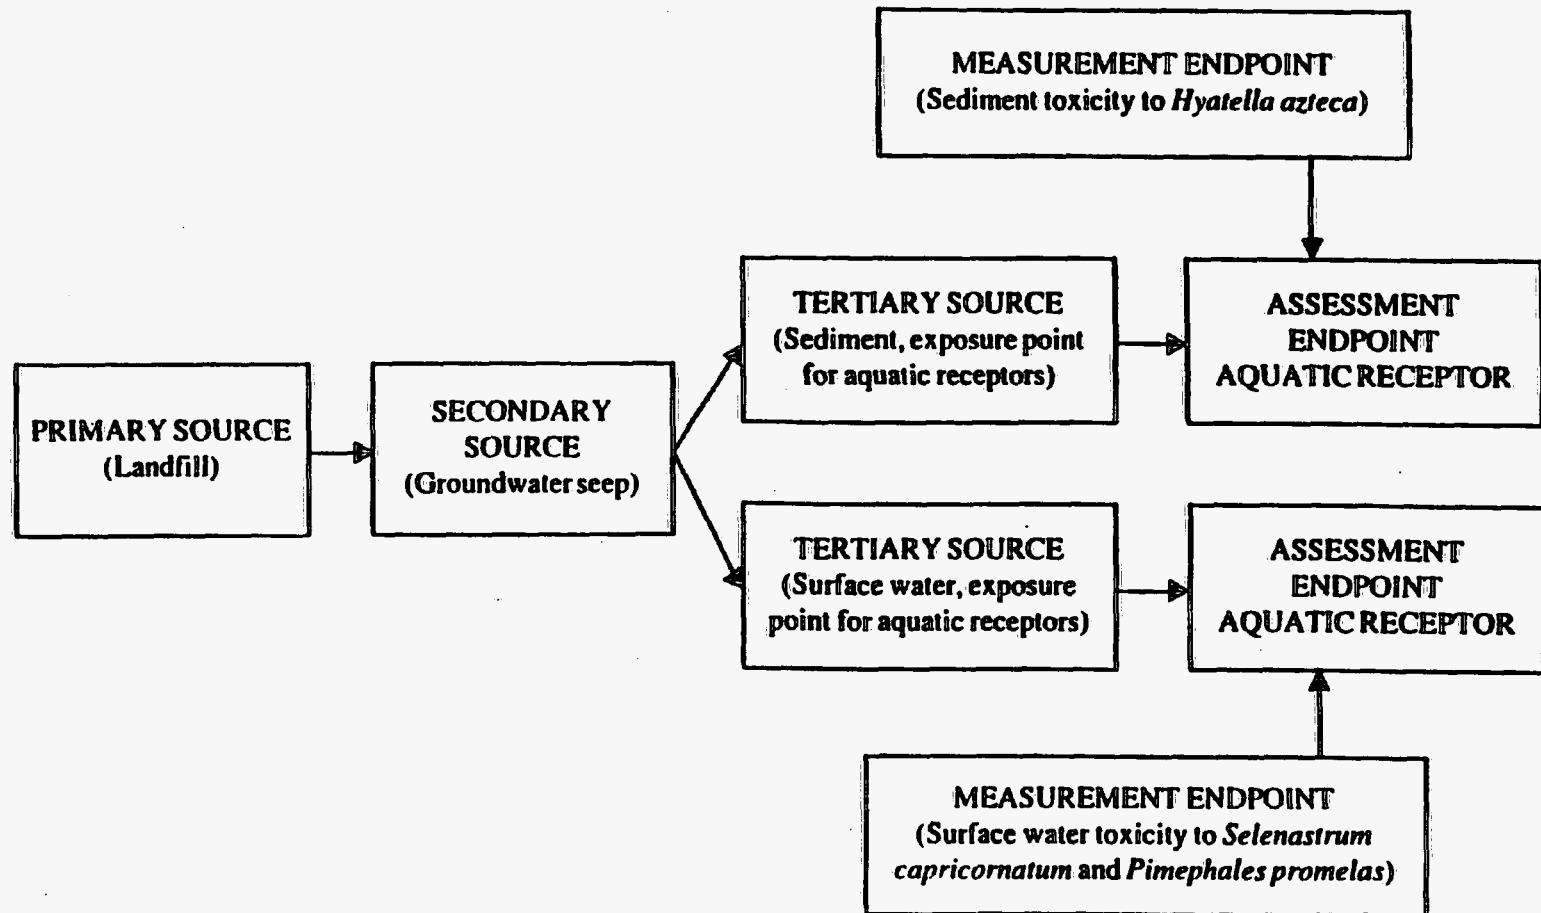 MEASUREMENT ENDPOINT
(Sediment toxicity to Hyatella azteca)
TERTIARY SOURCE
(Sediment, exposure point
for aquatic receptors)
ASSESSMENT
ENDPOINT
AQUATIC RECEPTOR
PRIMARY SOURCE
(Landfill)
SECONDARY
SOURCE
(Groundwater seep)
TERTIARY SOURCE
(Surface water, exposure
point for aquatic receptors)
ASSESSMENT
ENDPOINT
AQUATIC RECEPTOR
MEASUREMENT ENDPOINT
(Surface water toxicity to Selenastrum
capricornatum and Pimephales promelas)